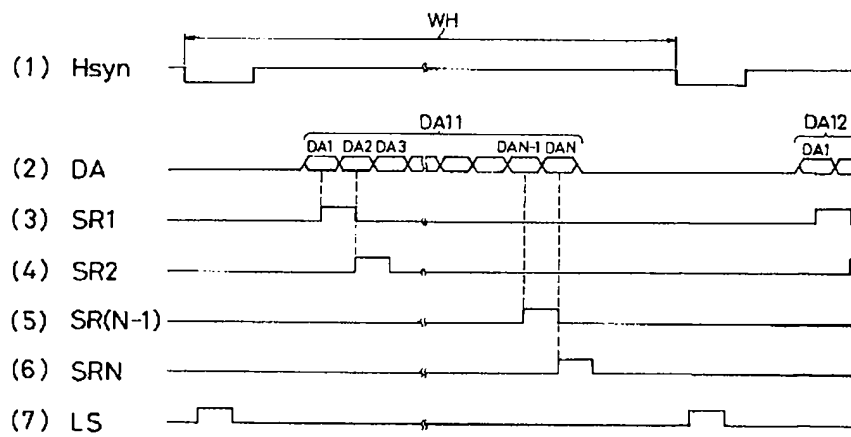 WH
(1) Hsyn
DA11 DA12
DA1 DA2 DA3 DAN-1 DAN DA1
(2) DA
(3) SR1
(4) SR2
(5) SR(N-1)
(6) SRN
(7) LS